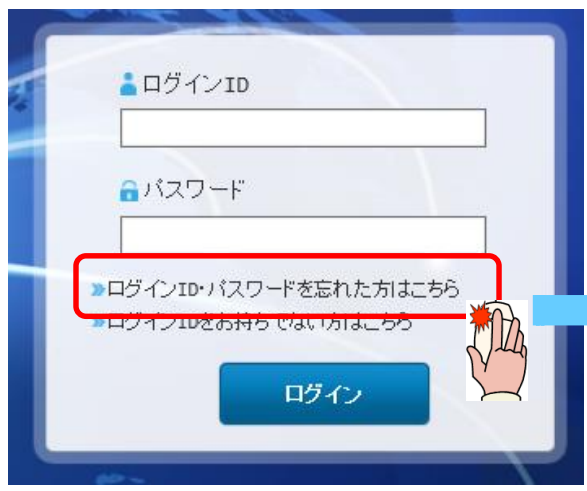 ログインID
パスワード
»ログインID・パスワードを忘れた方はこちら
»ログインIDをお持ちでない方はこちら
ログイン